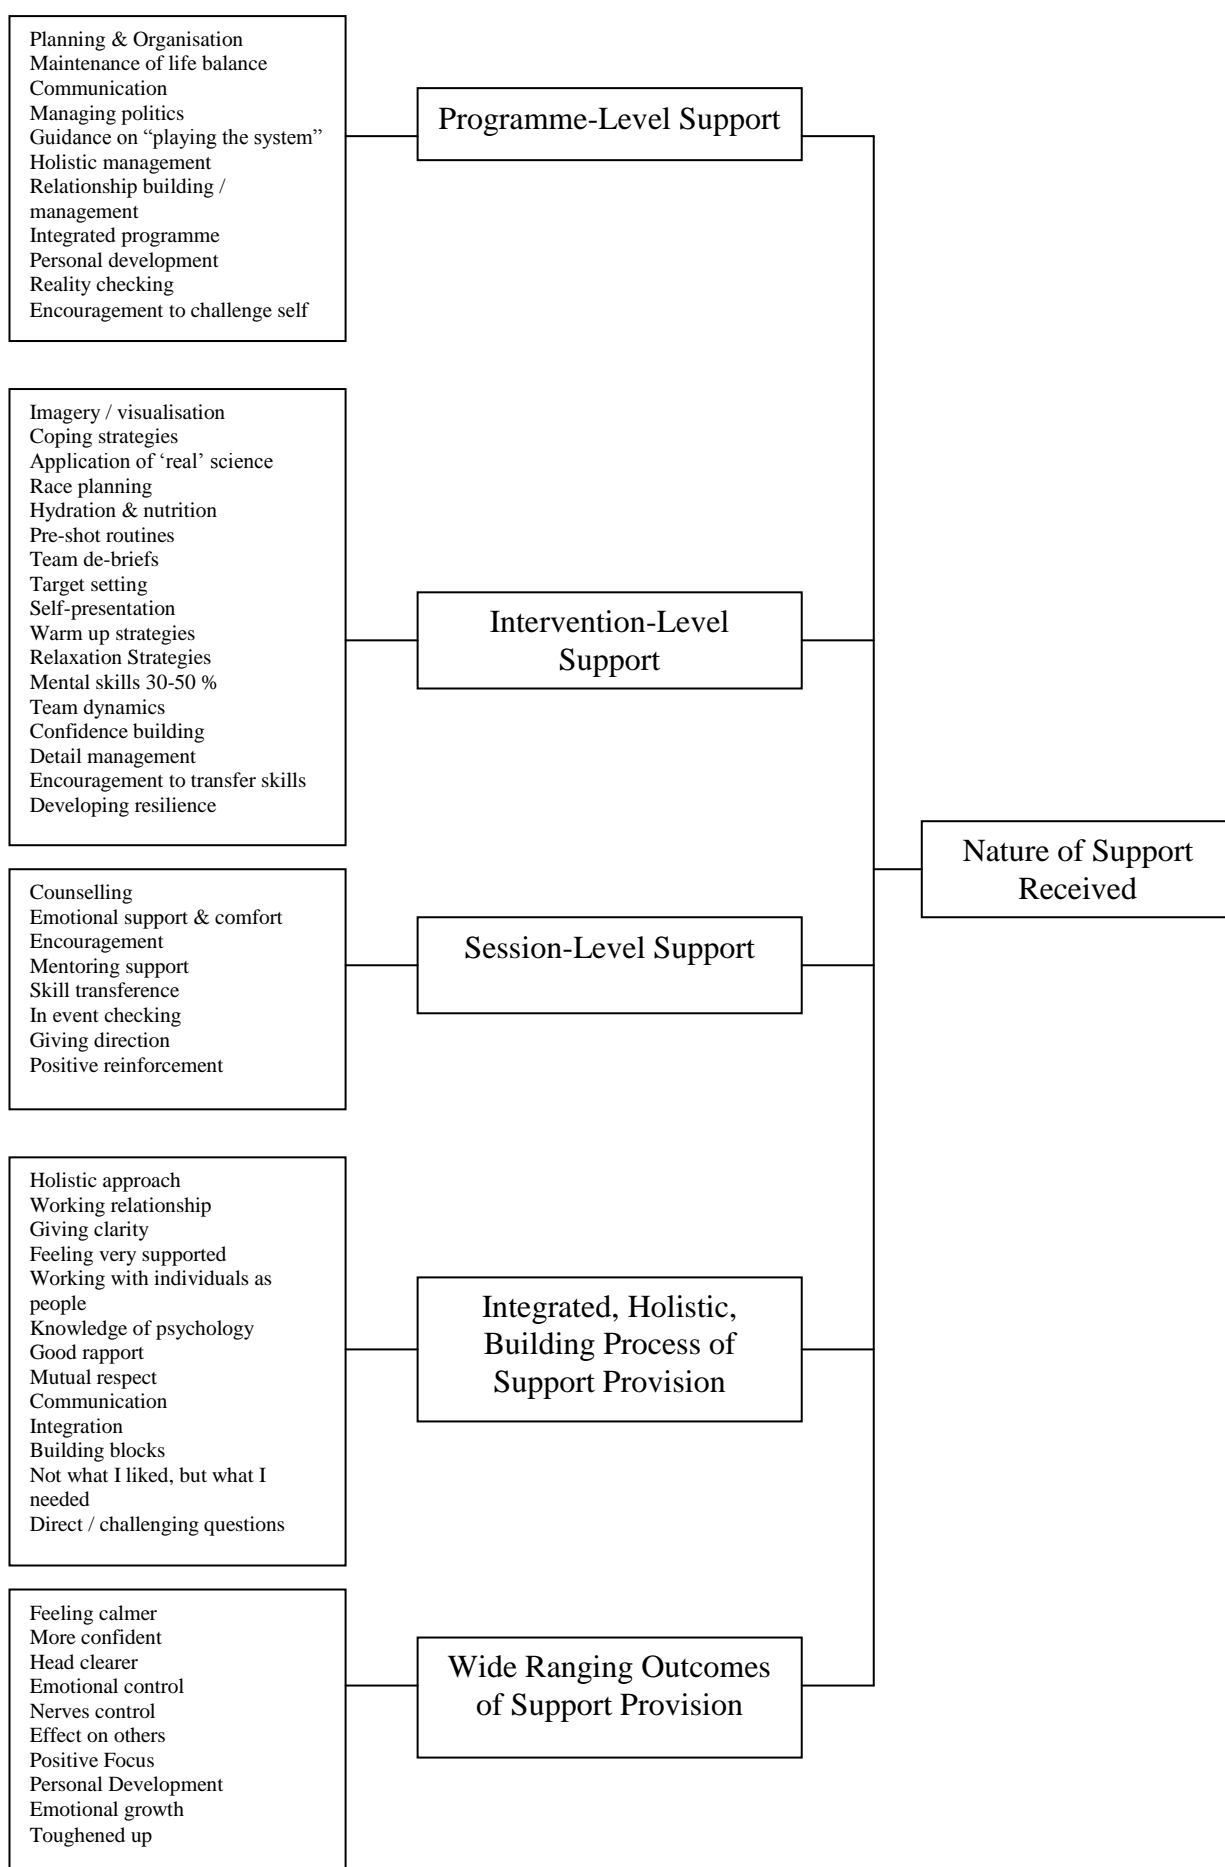 Planning & Organisation
Maintenance of life balance
Communication
Managing politics
Guidance on “playing the system”
Holistic management
Relationship building /
management
Integrated programme
Personal development
Reality checking
Encouragement to challenge self
Programme-Level Support
Imagery / visualisation
Coping strategies
Application of ‘real’ science
Race planning
Hydration & nutrition
Pre-shot routines
Team de-briefs
Target setting
Self-presentation
Warm up strategies
Relaxation Strategies
Mental skills 30-50 %
Team dynamics
Confidence building
Detail management
Encouragement to transfer skills
Developing resilience
Intervention-Level
Support
Counselling
Emotional support & comfort
Encouragement
Mentoring support
Skill transference
In event checking
Giving direction
Positive reinforcement
Session-Level Support
Holistic approach
Working relationship
Giving clarity
Feeling very supported
Working with individuals as
people
Knowledge of psychology
Good rapport
Mutual respect
Communication
Integration
Building blocks
Not what I liked, but what I
needed
Direct / challenging questions
Integrated, Holistic,
Building Process of
Support Provision
Feeling calmer
More confident
Head clearer
Emotional control
Nerves control
Effect on others
Positive Focus
Personal Development
Emotional growth
Toughened up
Wide Ranging Outcomes
of Support Provision
Nature of Support
Received